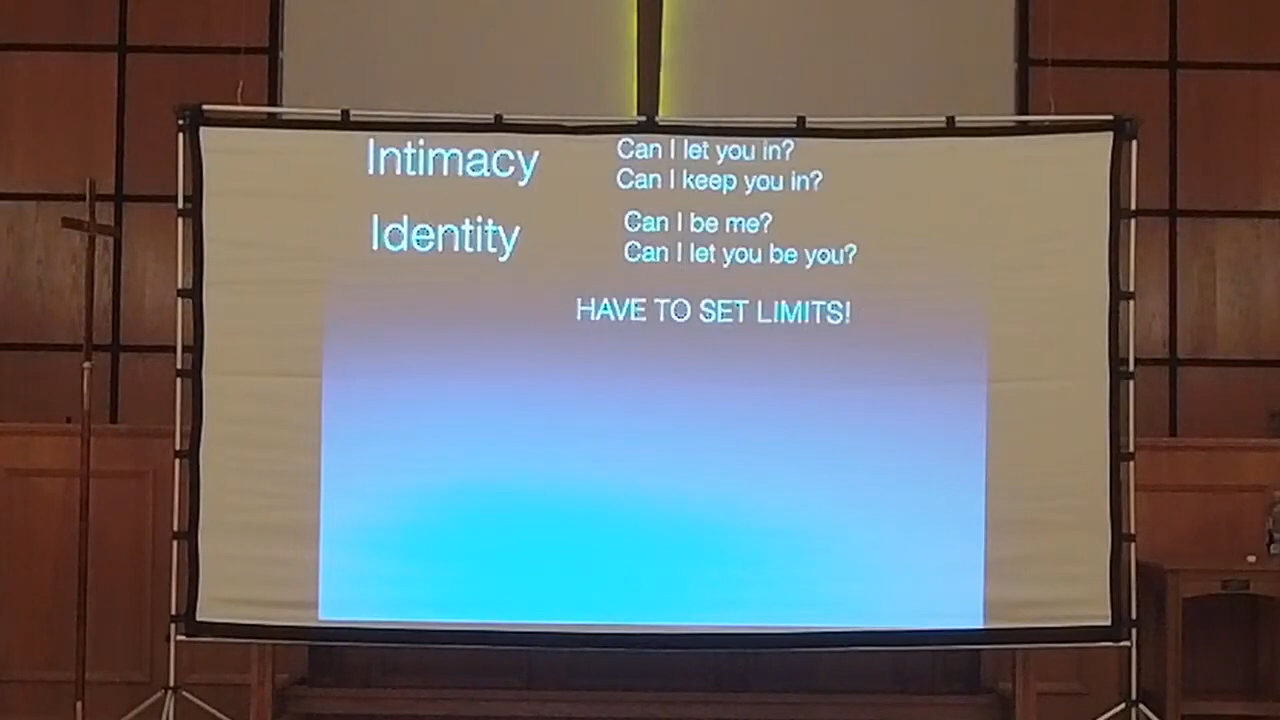 Intimacy
Can I let you in?
Can I keep you in?
Identity
Can I be me?
Can I let you be you?
HAVE TO SET LIMITS!